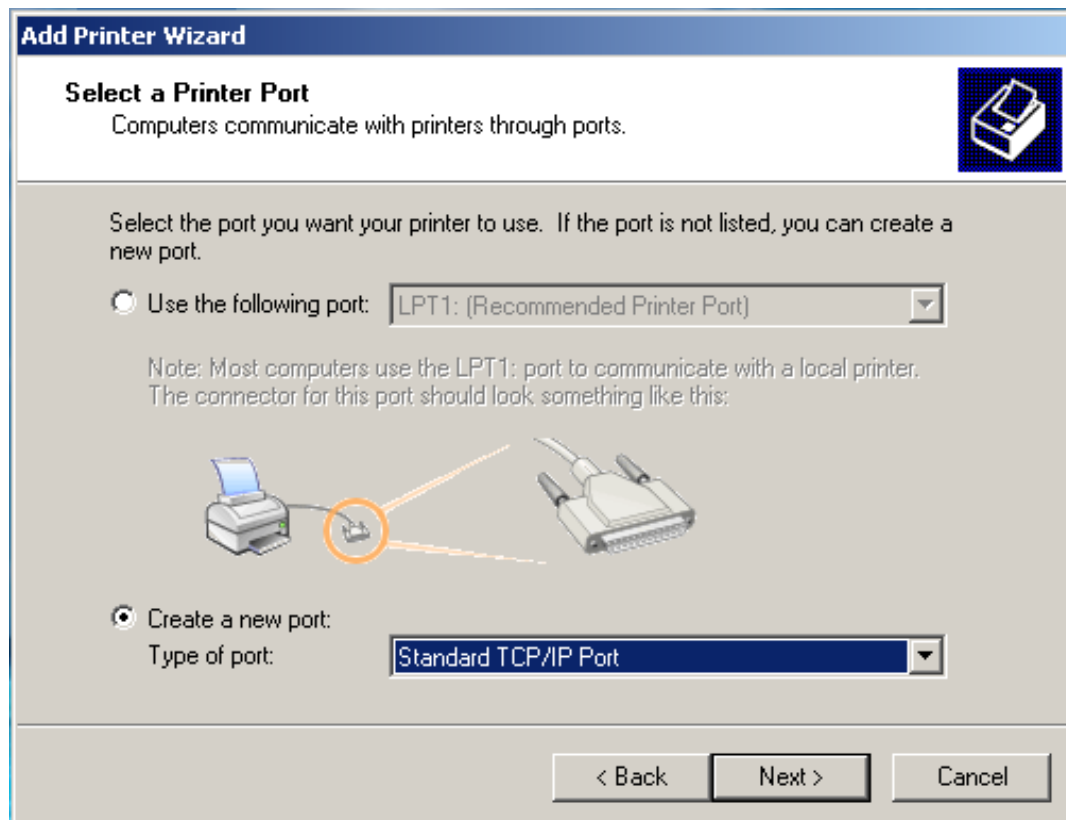 Add Printer Wizard
Select a Printer Port
Computers communicate with printers through ports.
Select the port you want your printer to use.  If the port is not listed, you can create a
new port.
Use the following port: LPT1: (Recommended Printer Port)
Note: Most computers use the LPT1: port to communicate with a local printer.
The connector for this port should look something like this:
Create a new port:
Type of port: Standard TCP/IP Port
< Back Next > Cancel